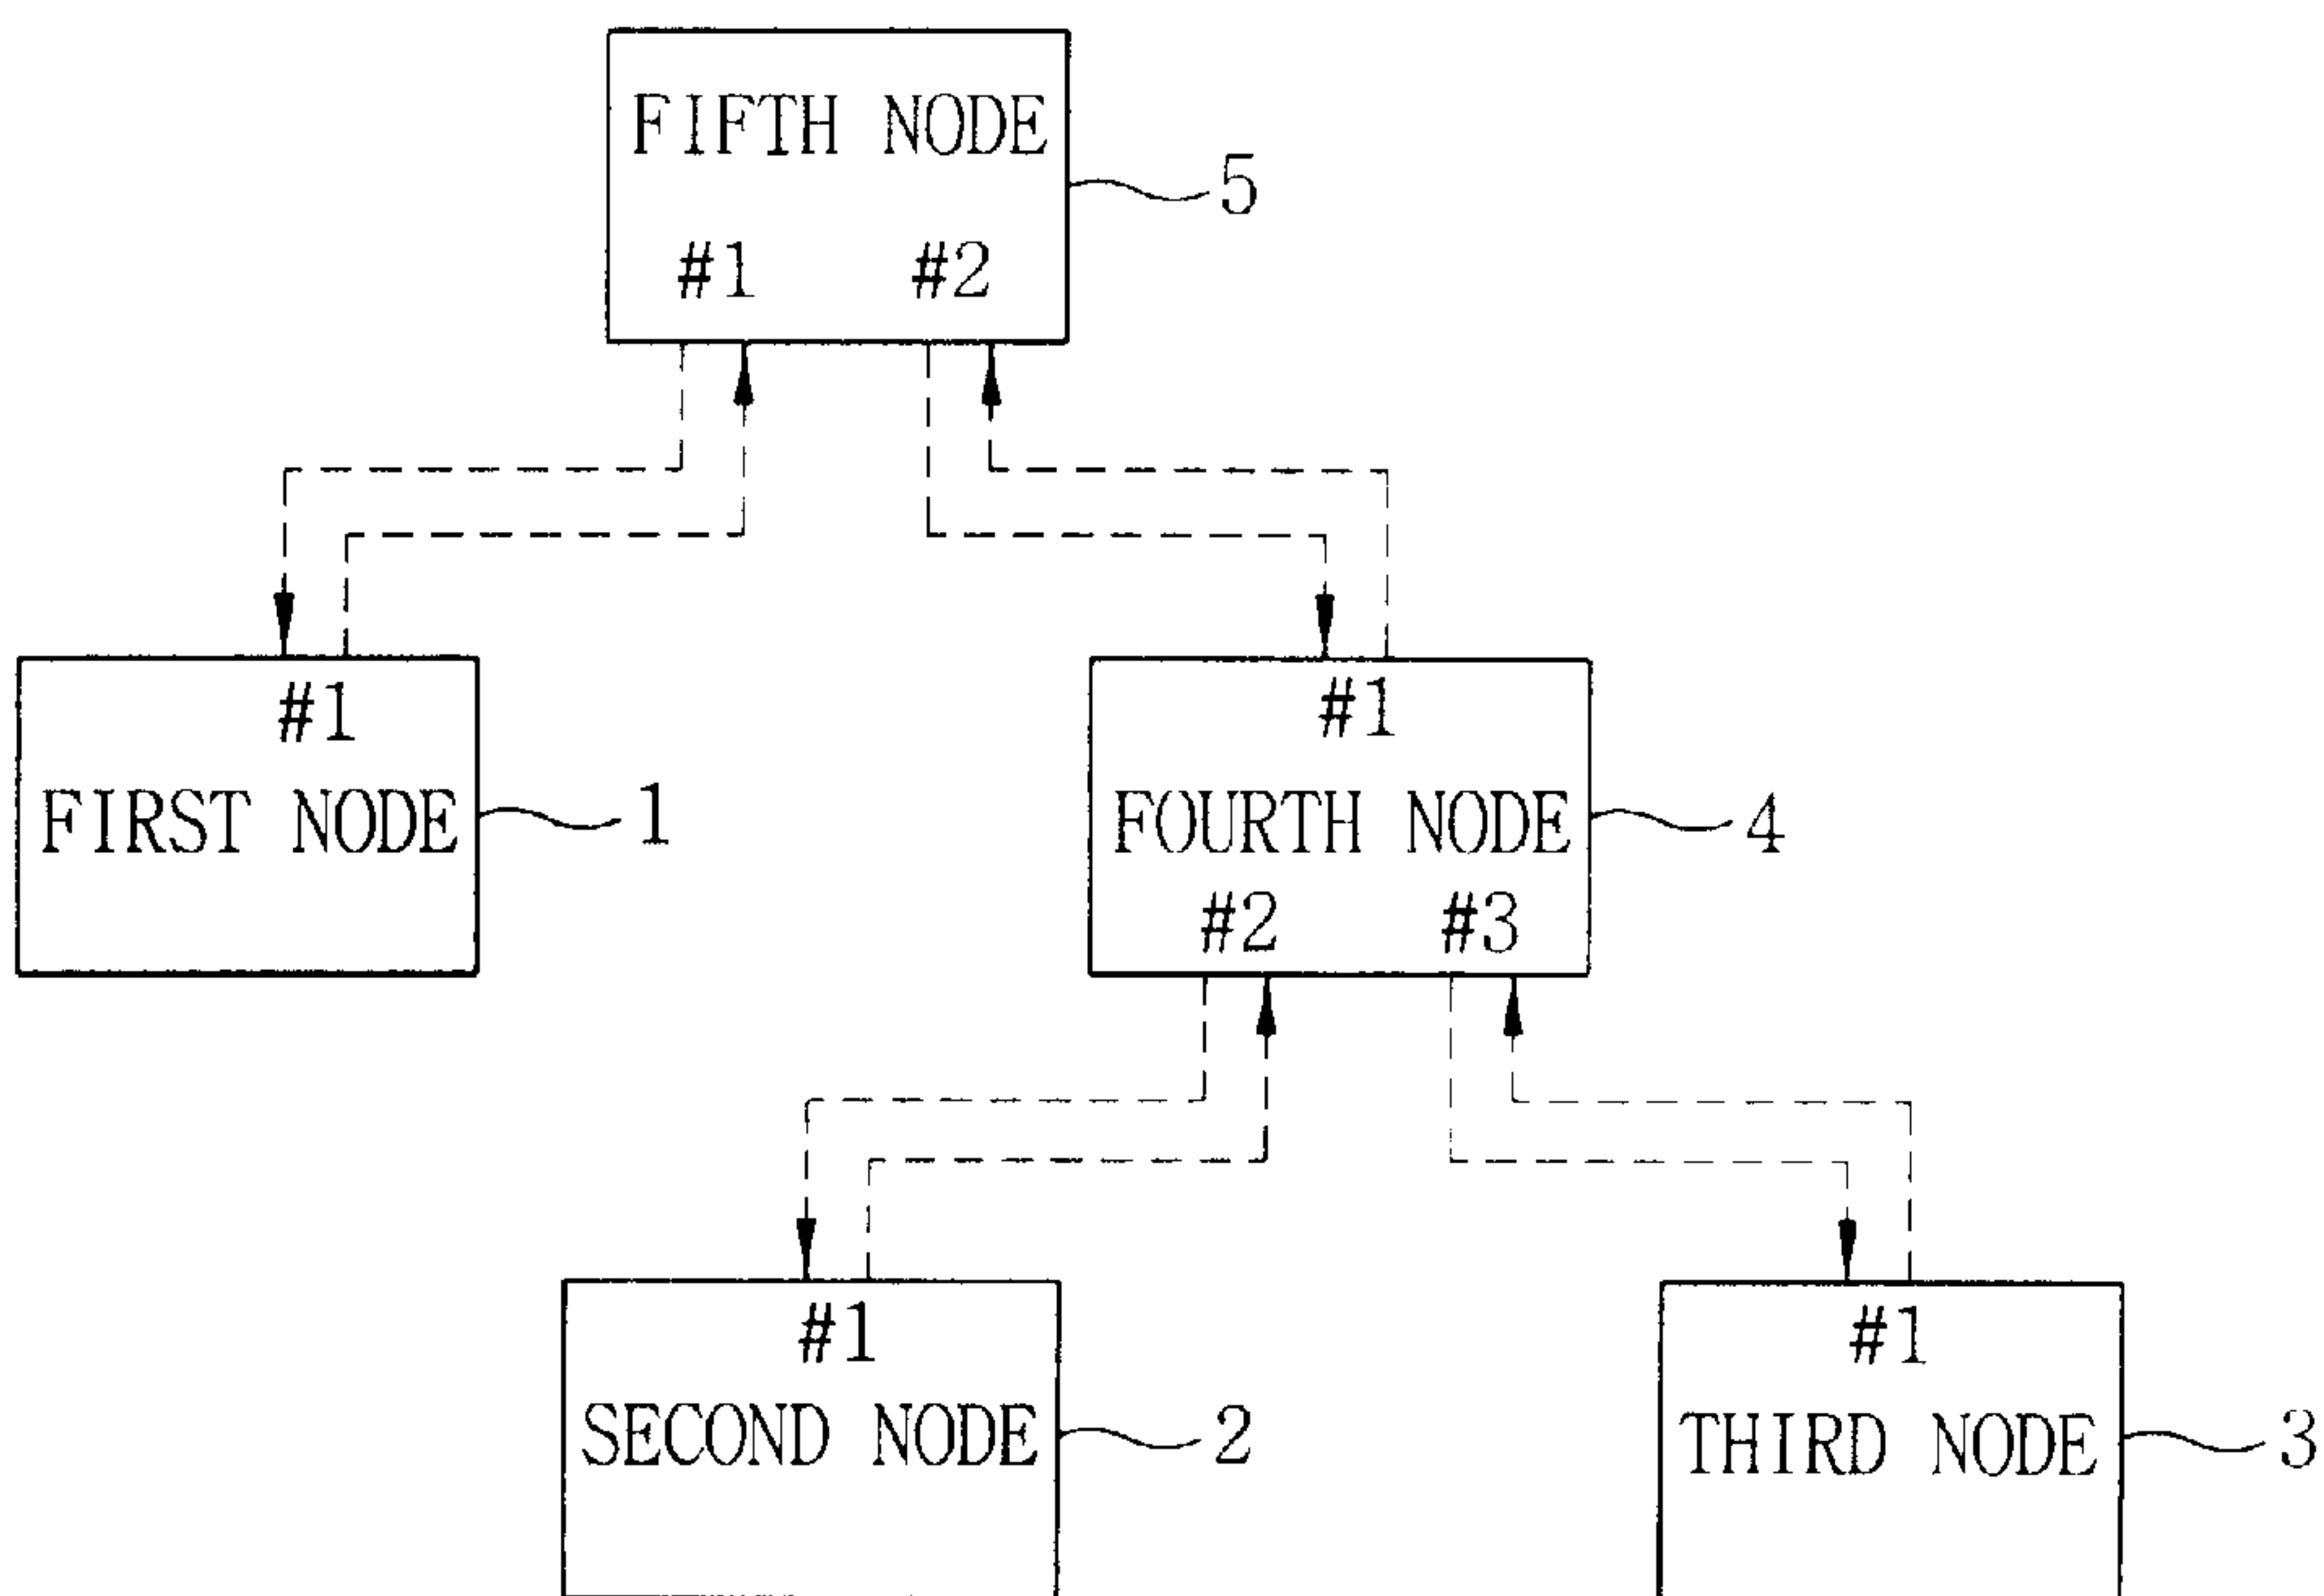 FIFTH NODE
5
#1 #2
#1
#1
FIRST NODE
1
FOURTH NODE
4
#2 #3
#1
#1
SECOND NODE
2
THIRD NODE
3